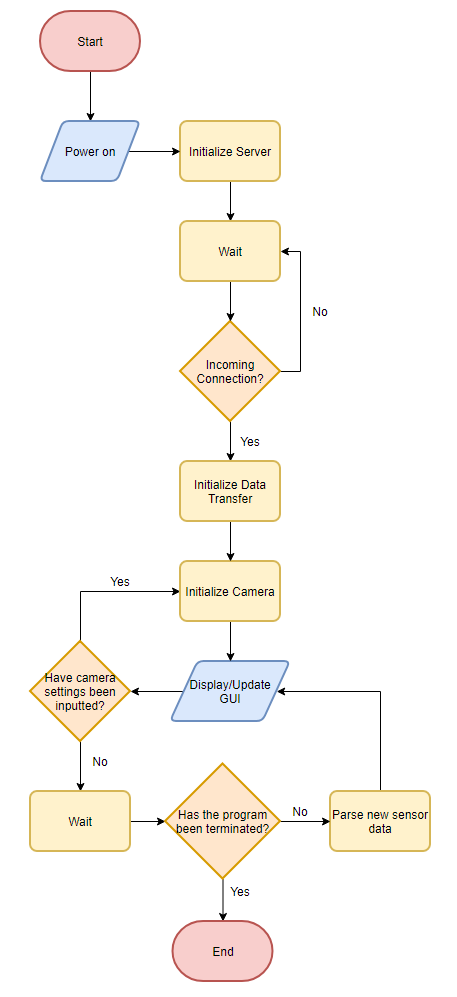 Start
Power on
Initialize Server
Wait
No
Incoming
Connection?
Yes
Initialize Data
Transfer
Yes
Initialize Camera
Have camera
settings been
inputted?
Display/Update
GUI
No
Wait
Has the program
been terminated?
No
Parse new sensor
data
Yes
End